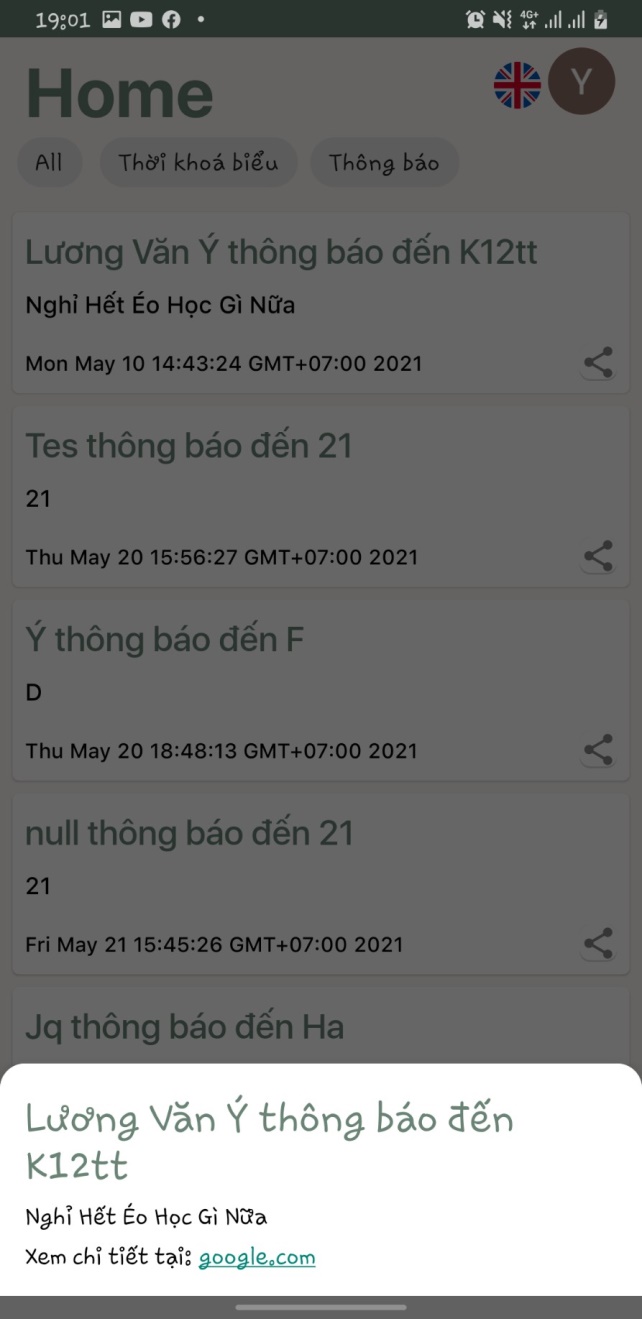 19:01
4G+
Home
Y
All
Thời khoá biểu
Thông báo
Lương Văn Ý thông báo đến K12tt
Nghỉ Hết Éo Học Gì Nữa
Mon May 10 14:43:24 GMT+07:00 2021
Tes thông báo đến 21
21
Thu May 20 15:56:27 GMT+07:00 2021
Ý thông báo đến F
D
Thu May 20 18:48:13 GMT+07:00 2021
null thông báo đến 21
21
Fri May 21 15:45:26 GMT+07:00 2021
Jq thông báo đến Ha
Lương Văn Ý thông báo đến
K12tt
Nghỉ Hết Éo Học Gì Nữa
Xem chi tiết tại: google.com